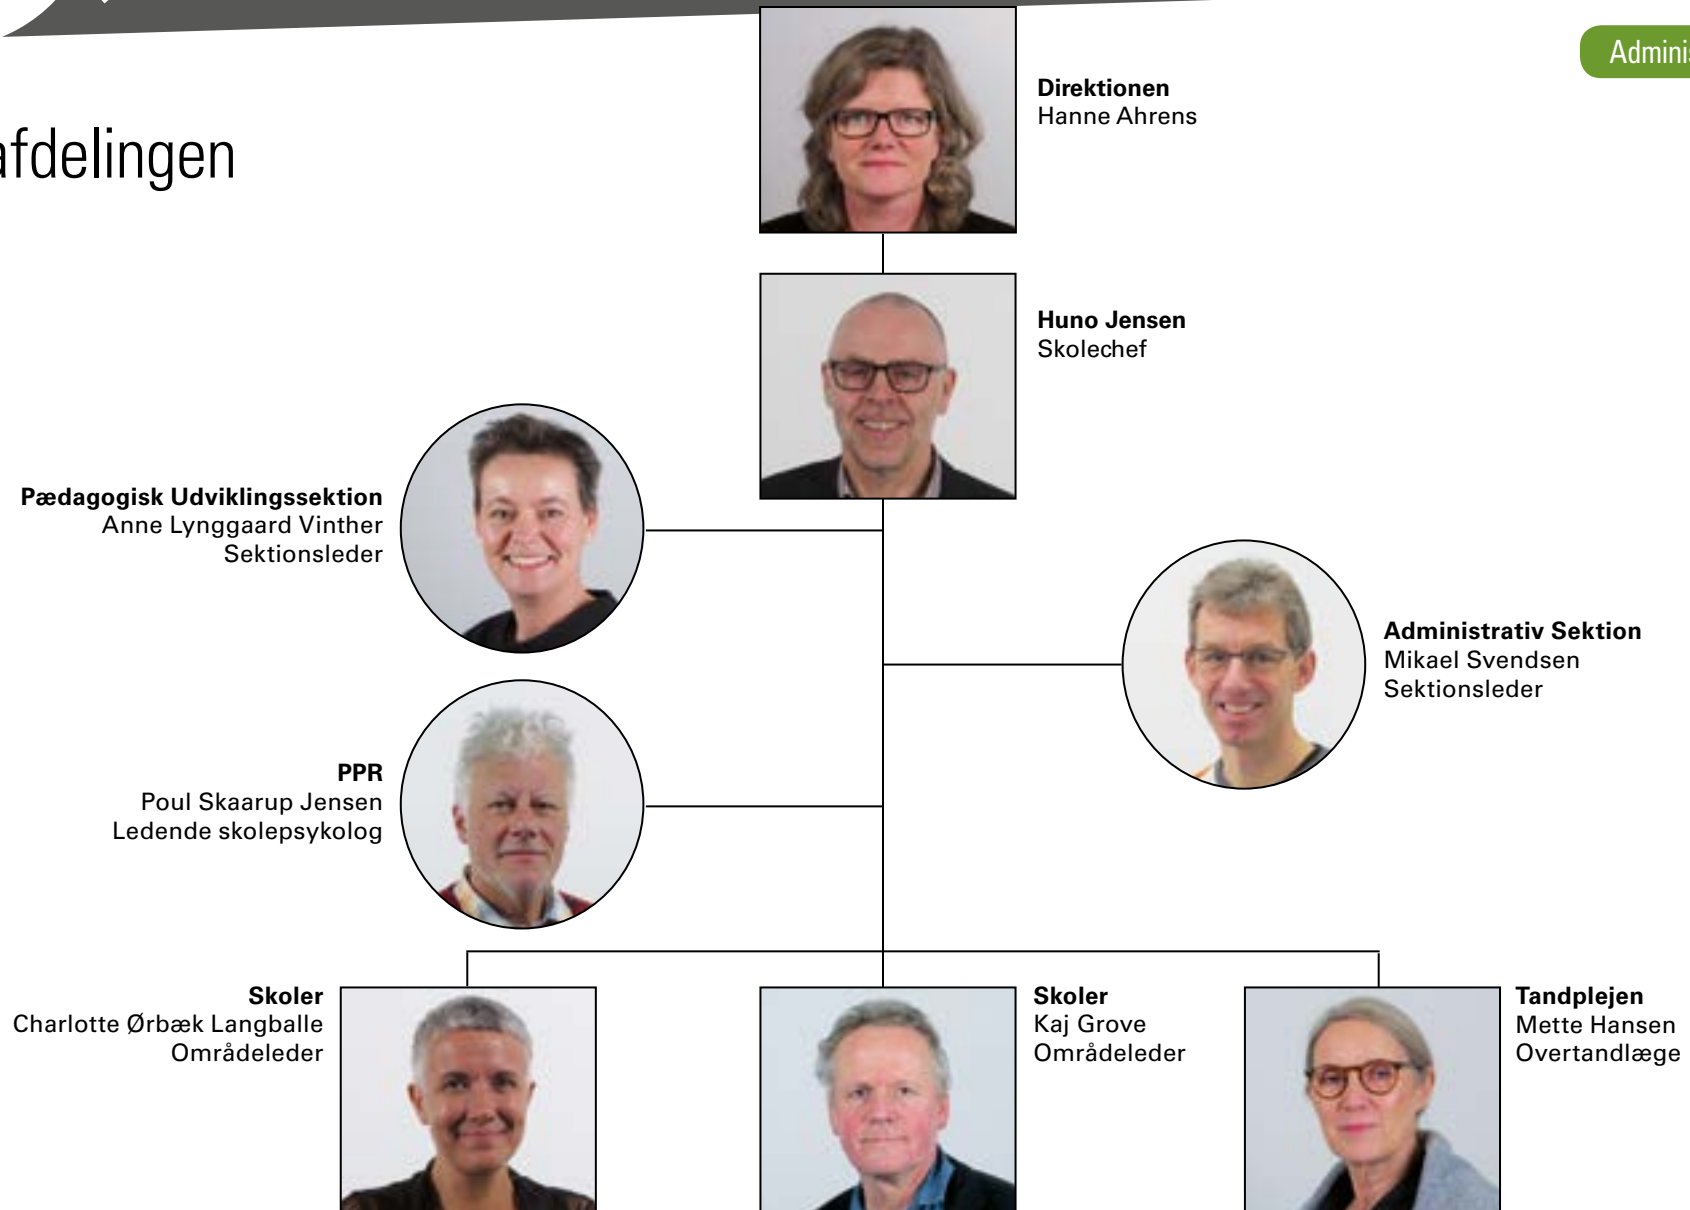 Direktionen
Hanne Ahrens
afdelingen
Huno Jensen
Skolechef
Pædagogisk Udviklingssektion
Anne Lynggaard Vinther
Sektionsleder
Administrativ Sektion
Mikael Svendsen
Sektionsleder
PPR
Poul Skaarup Jensen
Ledende skolepsykolog
Skoler
Charlotte Ørbæk Langballe
Områdeleder
Skoler
Kaj Grove
Områdeleder
Tandplejen
Mette Hansen
Overtandlæge